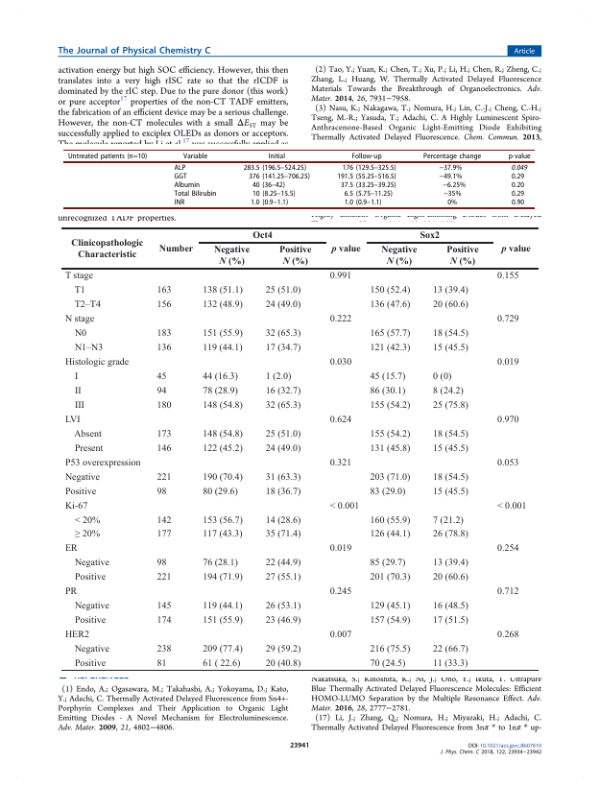 The Journal of Physical Chemistry C
Article
activation energy but high SOC efficiency. However, this then
translates into a very high rISC rate so that the rICDF is
dominated by the rIC step. Due to the pure donor (this work)
or pure acceptor17 properties of the non-CT TADF emitters,
the fabrication of an efficient device may be a serious challenge.
However, the non-CT molecules with a small ΔEST may be
successfully applied to exciplex OLEDs as donors or acceptors.
The molecule reported by Li et al.17 was successfully applied as
(2) Tao, Y.; Yuan, K.; Chen, T.; Xu, P.; Li, H.; Chen, R.; Zheng, C.;
Zhang, L.; Huang, W. Thermally Activated Delayed Fluorescence
Materials Towards the Breakthrough of Organoelectronics. Adv.
Mater. 2014, 26, 7931−7958.
(3) Nasu, K.; Nakagawa, T.; Nomura, H.; Lin, C.-J.; Cheng, C.-H.;
Tseng, M.-R.; Yasuda, T.; Adachi, C. A Highly Luminescent Spiro-
Anthracenone-Based Organic Light-Emitting Diode Exhibiting
Thermally Activated Delayed Fluorescence. Chem. Commun. 2013,
Untreated patients (n=10) Variable Initial Follow-up Percentage change p-value
ALP 283.5 (196.5–524.25) 176 (129.5–325.5) −37.9% 0.049
GGT 376 (141.25–706.25) 191.5 (55.25–516.5) −49.1% 0.29
Albumin 40 (36–42) 37.5 (33.25–39.25) −6.25% 0.20
Total Bilirubin 10 (8.25–15.5) 6.5 (5.75–11.25) −35% 0.29
INR 1.0 (0.9–1.1) 1.0 (0.9–1.1) 0% 0.90
unrecognized TADF properties.
Highly Efficient Organic Light-Emitting Diodes from Delayed
Clinicopathologic Characteristic Number Oct4 p value Sox2 p value
Negative N (%) Positive N (%) Negative N (%) Positive N (%)
T stage 0.991 0.155
T1 163 138 (51.1) 25 (51.0) 150 (52.4) 13 (39.4)
T2–T4 156 132 (48.9) 24 (49.0) 136 (47.6) 20 (60.6)
N stage 0.222 0.729
N0 183 151 (55.9) 32 (65.3) 165 (57.7) 18 (54.5)
N1–N3 136 119 (44.1) 17 (34.7) 121 (42.3) 15 (45.5)
Histologic grade 0.030 0.019
I 45 44 (16.3) 1 (2.0) 45 (15.7) 0 (0)
II 94 78 (28.9) 16 (32.7) 86 (30.1) 8 (24.2)
III 180 148 (54.8) 32 (65.3) 155 (54.2) 25 (75.8)
LVI 0.624 0.970
Absent 173 148 (54.8) 25 (51.0) 155 (54.2) 18 (54.5)
Present 146 122 (45.2) 24 (49.0) 131 (45.8) 15 (45.5)
P53 overexpression 0.321 0.053
Negative 221 190 (70.4) 31 (63.3) 203 (71.0) 18 (54.5)
Positive 98 80 (29.6) 18 (36.7) 83 (29.0) 15 (45.5)
Ki-67 < 0.001 < 0.001
< 20% 142 153 (56.7) 14 (28.6) 160 (55.9) 7 (21.2)
≥ 20% 177 117 (43.3) 35 (71.4) 126 (44.1) 26 (78.8)
ER 0.019 0.254
Negative 98 76 (28.1) 22 (44.9) 85 (29.7) 13 (39.4)
Positive 221 194 (71.9) 27 (55.1) 201 (70.3) 20 (60.6)
PR 0.245 0.712
Negative 145 119 (44.1) 26 (53.1) 129 (45.1) 16 (48.5)
Positive 174 151 (55.9) 23 (46.9) 157 (54.9) 17 (51.5)
HER2 0.007 0.268
Negative 238 209 (77.4) 29 (59.2) 216 (75.5) 22 (66.7)
Positive 81 61 ( 22.6) 20 (40.8) 70 (24.5) 11 (33.3)
REFERENCES
(1) Endo, A.; Ogasawara, M.; Takahashi, A.; Yokoyama, D.; Kato,
Y.; Adachi, C. Thermally Activated Delayed Fluorescence from Sn4+-
Porphyrin Complexes and Their Application to Organic Light
Emitting Diodes - A Novel Mechanism for Electroluminescence.
Adv. Mater. 2009, 21, 4802−4806.
Nakatsuka, S.; Kinoshita, K.; Ni, J.; Ono, Y.; Ikuta, T. Ultrapure
Blue Thermally Activated Delayed Fluorescence Molecules: Efficient
HOMO-LUMO Separation by the Multiple Resonance Effect. Adv.
Mater. 2016, 28, 2777−2781.
(17) Li, J.; Zhang, Q.; Nomura, H.; Miyazaki, H.; Adachi, C.
Thermally Activated Delayed Fluorescence from 3nπ * to 1nπ * up-
23941
DOI: 10.1021/acs.jpcc.8b07610
J. Phys. Chem. C 2018, 122, 23934−23942